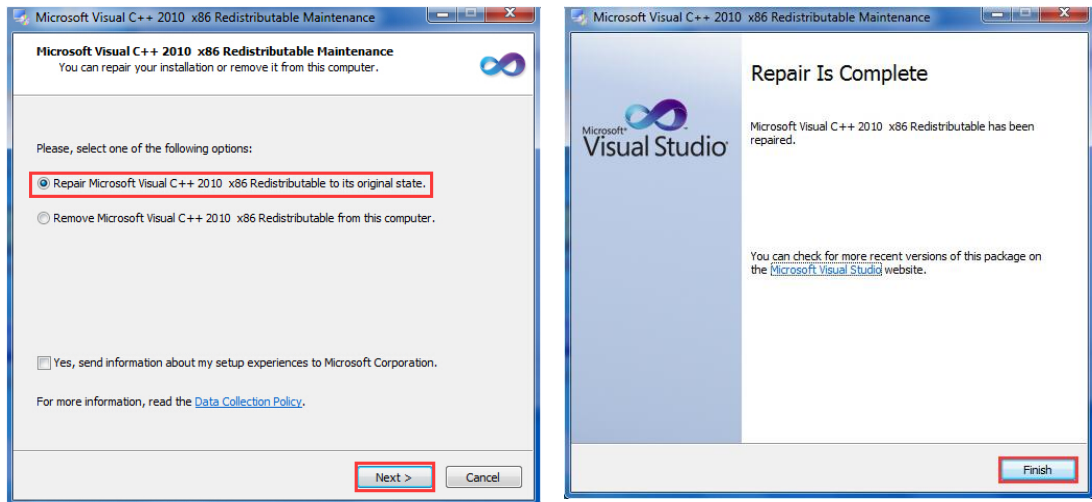 Microsoft Visual C++ 2010 x86 Redistributable Maintenance
Microsoft Visual C++ 2010 x86 Redistributable Maintenance
You can repair your installation or remove it from this computer.
Please, select one of the following options:
Repair Microsoft Visual C++ 2010 x86 Redistributable to its original state.
Remove Microsoft Visual C++ 2010 x86 Redistributable from this computer.
Yes, send information about my setup experiences to Microsoft Corporation.
For more information, read the Data Collection Policy.
Next >
Cancel
Microsoft Visual C++ 2010 x86 Redistributable Maintenance
Microsoft
Visual Studio
Repair Is Complete
Microsoft Visual C++ 2010 x86 Redistributable has been
repaired.
You can check for more recent versions of this package on
the Microsoft Visual Studio website.
Finish